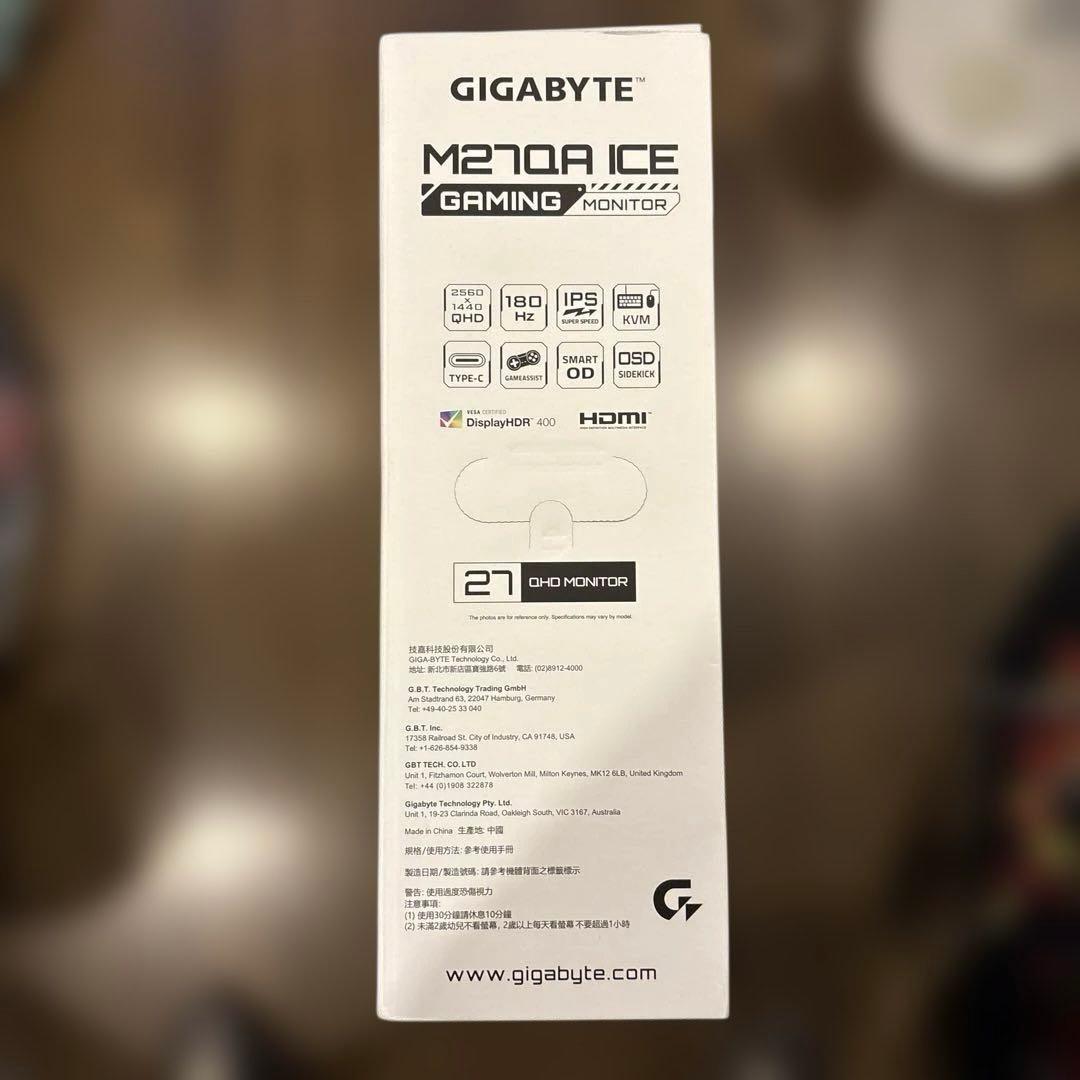 GIGABYTE™
M27QA ICE
GAMING MONITOR
2560 x 1440 QHD
180 Hz
IPS SUPER SPEED
KVM
TYPE-C
GAMEASSIST
SMART OD
OSD SIDEKICK
VESA CERTIFIED
DisplayHDR™ 400
HDMI™
HIGH-DEFINITION MULTIMEDIA INTERFACE
27 QHD MONITOR
The photos are for reference only. Specifications may vary by model.
技嘉科技股份有限公司
GIGA-BYTE Technology Co., Ltd.
地址: 新北市新店區寶強路6號 電話: (02)8912-4000
G.B.T. Technology Trading GmbH
Am Stadtrand 63, 22047 Hamburg, Germany
Tel: +49-40-25 33 040
G.B.T. Inc.
17358 Railroad St. City of Industry, CA 91748, USA
Tel: +1-626-854-9338
GBT TECH. CO. LTD
Unit 1, Fitzhamon Court, Wolverton Mill, Milton Keynes, MK12 6LB, United Kingdom
Tel: +44 (0)1908 322878
Gigabyte Technology Pty. Ltd.
Unit 1, 19-23 Clarinda Road, Oakleigh South, VIC 3167, Australia
Made in China 生產地: 中國
規格/使用方法: 參考使用手冊
製造日期/製造號碼: 請參考機體背面之標籤標示
警告: 使用過度恐傷視力
注意事項:
(1) 使用30分鐘請休息10分鐘
(2) 未滿2歲幼兒不看螢幕, 2歲以上每天看螢幕不要超過1小時
www.gigabyte.com